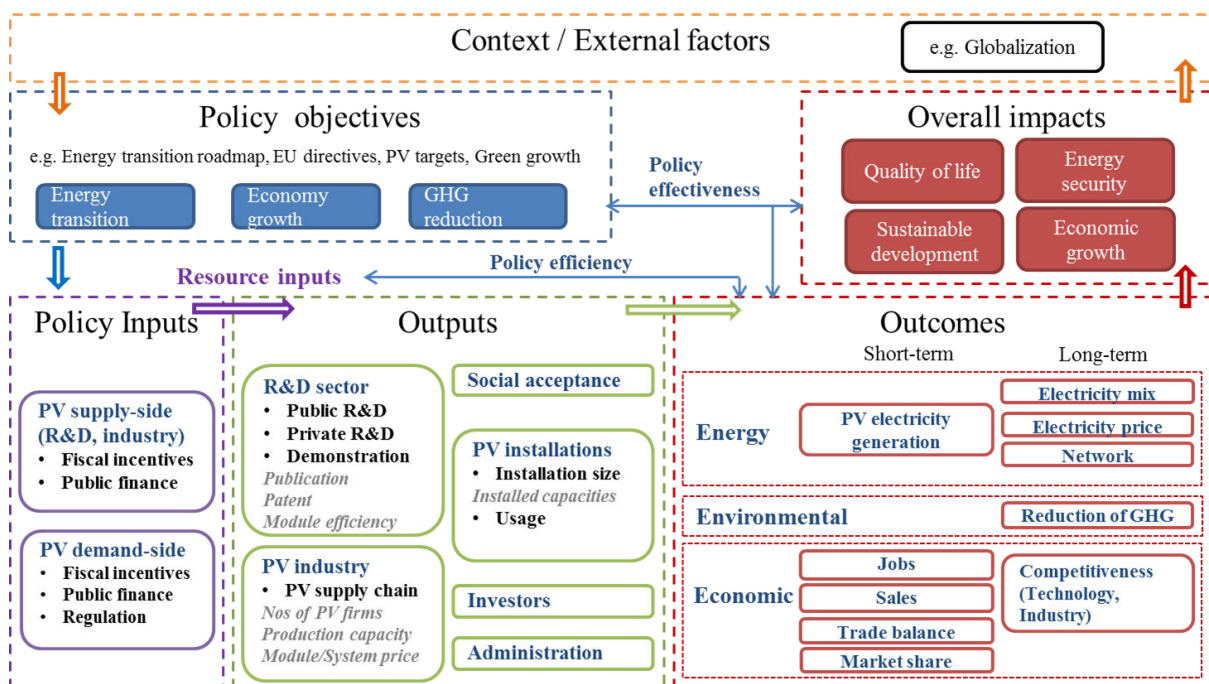 Context / External factors
e.g. Globalization
Policy objectives
e.g. Energy transition roadmap, EU directives, PV targets, Green growth
Energy
transition
Economy
growth
GHG
reduction
Policy
effectiveness
Overall impacts
Quality of life
Energy
security
Sustainable
development
Economic
growth
Resource inputs
Policy efficiency
Policy Inputs
PV supply-side
(R&D, industry)
• Fiscal incentives
• Public finance
PV demand-side
• Fiscal incentives
• Public finance
• Regulation
Outputs
R&D sector
• Public R&D
• Private R&D
• Demonstration
Publication
Patent
Module efficiency
PV industry
• PV supply chain
Nos of PV firms
Production capacity
Module/System price
Social acceptance
PV installations
• Installation size
Installed capacities
• Usage
Investors
Administration
Outcomes
Short-term
Long-term
Energy
PV electricity
generation
Electricity mix
Electricity price
Network
Environmental
Reduction of GHG
Economic
Jobs
Sales
Trade balance
Market share
Competitiveness
(Technology,
Industry)